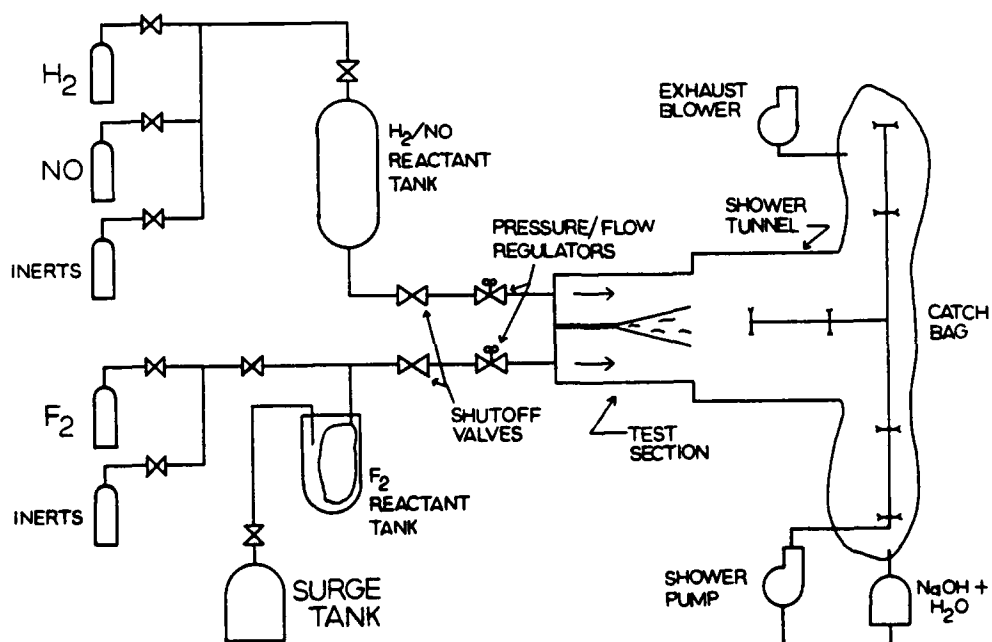 H2
NO
INERTS
H2/NO
REACTANT
TANK
PRESSURE/FLOW
REGULATORS
EXHAUST
BLOWER
SHOWER
TUNNEL
CATCH
BAG
F2
INERTS
F2
REACTANT
TANK
SHUTOFF
VALVES
TEST
SECTION
SURGE
TANK
SHOWER
PUMP
NaOH +
H2O